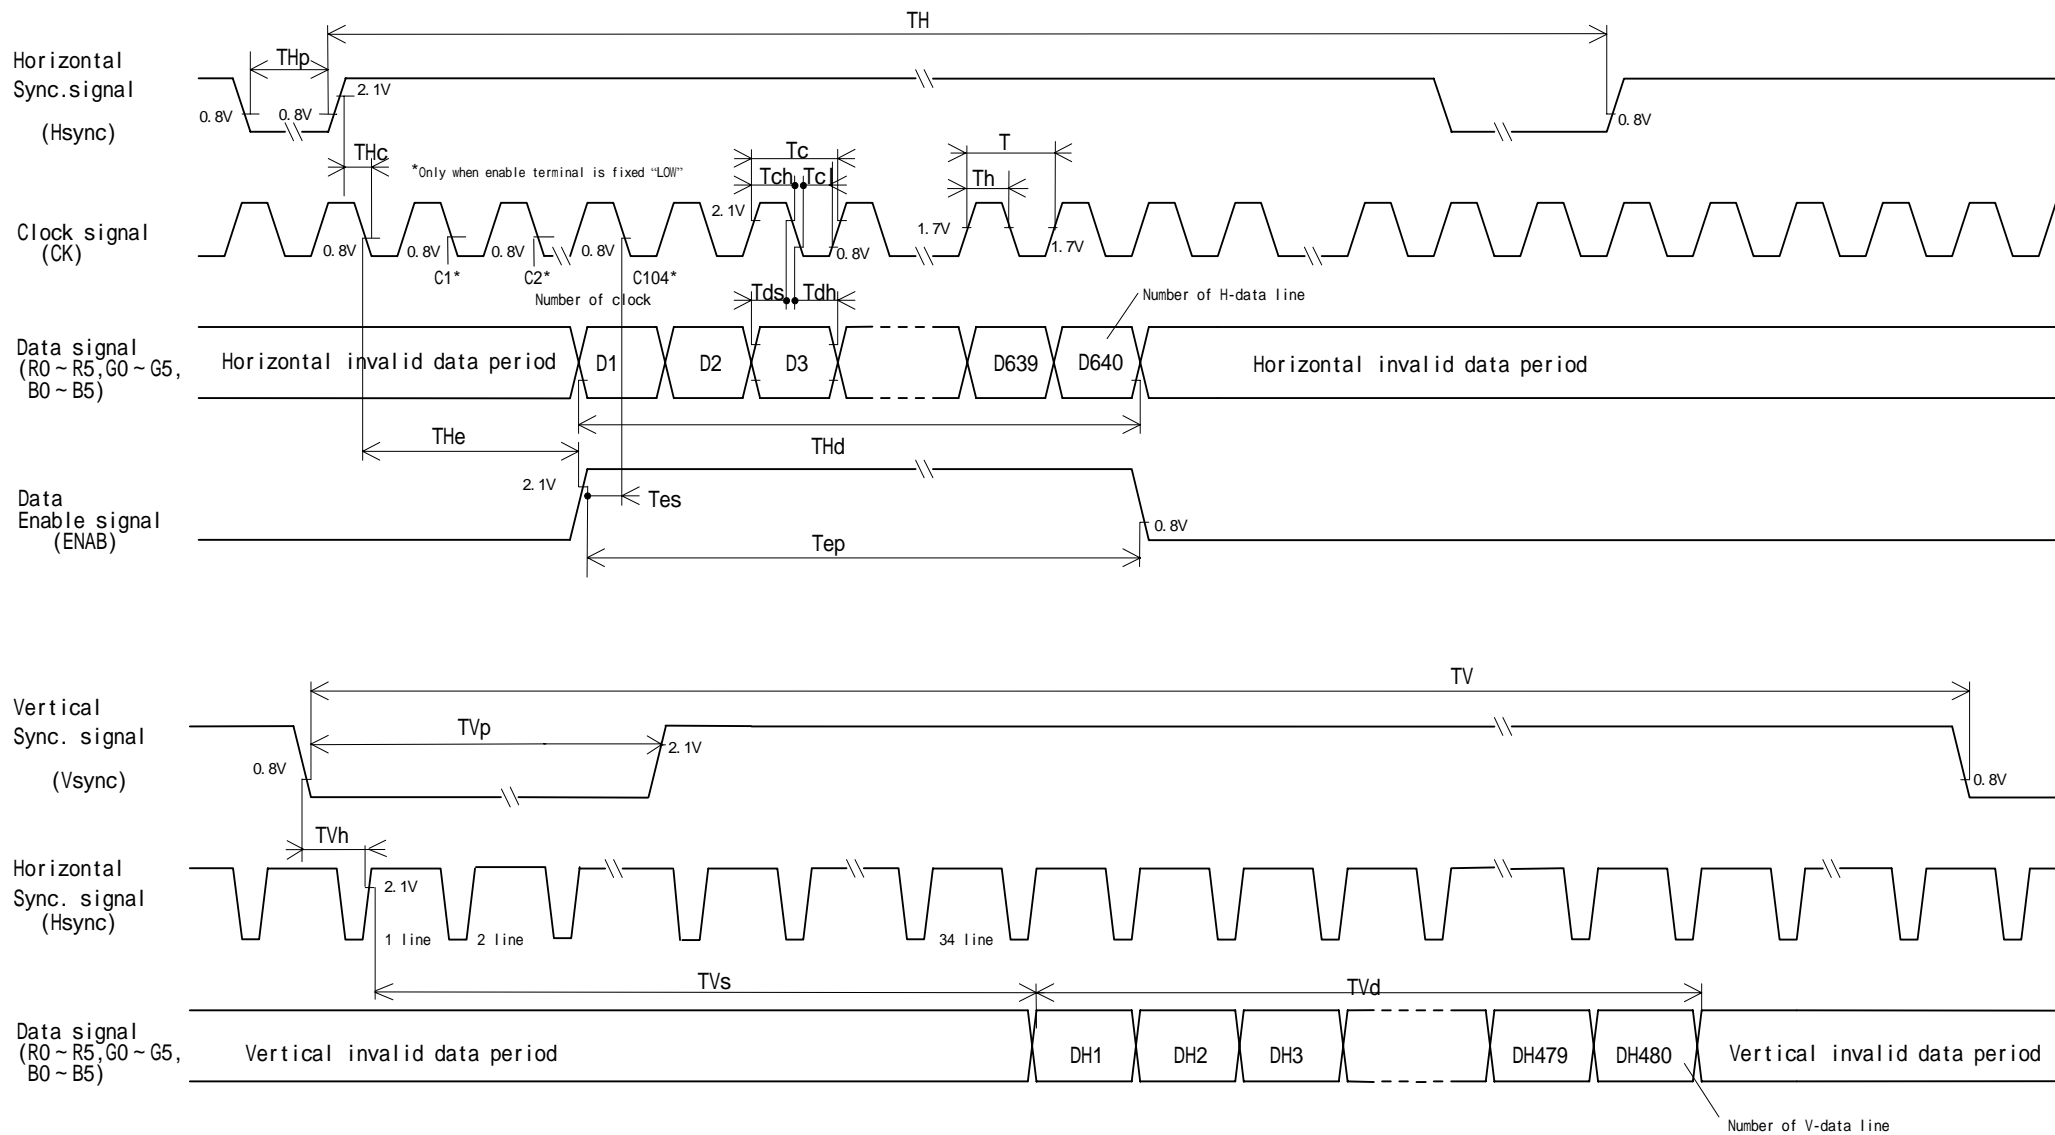 TH
Horizontal
Sync.signal
(Hsync)
THp
0.8V
0.8V
2.1V
0.8V
THc
*Only when enable terminal is fixed “LOW”
Tc
Tch
Tcl
T
Th
Clock signal
(CK)
0.8V
0.8V
0.8V
0.8V
2.1V
0.8V
1.7V
1.7V
C1*
C2*
C104*
Number of clock
Tds
Tdh
Number of H-data line
Data signal
(R0~R5,G0~G5,
B0~B5)
Horizontal invalid data period
D1
D2
D3
D639
D640
Horizontal invalid data period
THe
THd
Data
Enable signal
(ENAB)
2.1V
Tes
0.8V
Tep
TV
Vertical
Sync. signal
(Vsync)
TVp
0.8V
2.1V
0.8V
TVh
Horizontal
Sync. signal
(Hsync)
2.1V
1 line
2 line
34 line
TVs
TVd
Data signal
(R0~R5,G0~G5,
B0~B5)
Vertical invalid data period
DH1
DH2
DH3
DH479
DH480
Vertical invalid data period
Number of V-data line